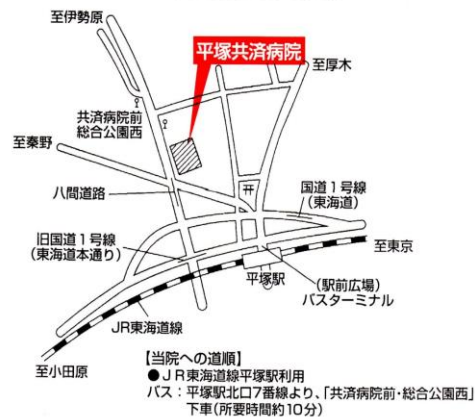 至伊勢原
平塚共済病院
至厚木
共済病院前
総合公園西
至秦野
八間道路
国道1号線
(東海道)
旧国道1号線
(東海道本通り)
至東京
平塚駅
(駅前広場)
バスターミナル
JR東海道線
至小田原
【当院への道順】
●JR東海道線平塚駅利用
バス:平塚駅北口7番線より、「共済病院前・総合公園西」
下車(所要時間約10分)